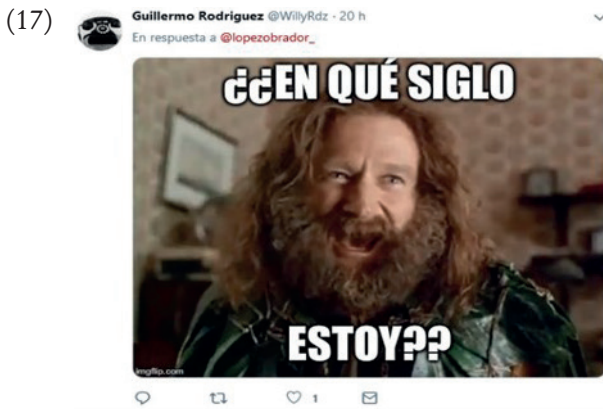 (17)
Guillermo Rodriguez @WillyRdz - 20 h
En respuesta a @lopezobrador_
¿¿EN QUÉ SIGLO
ESTOY??
imgflip.com
1